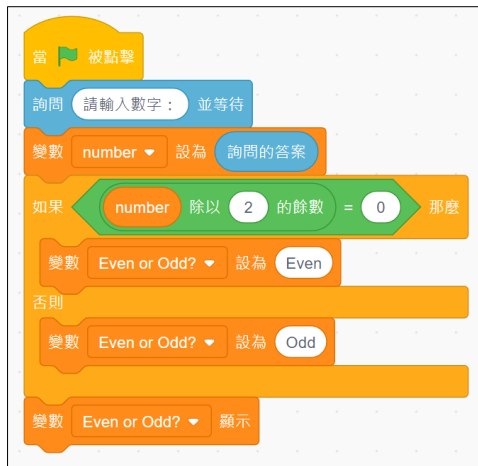 當 被點擊
詢問 請輸入數字： 並等待
變數 number 設為 詢問的答案
如果 number 除以 2 的餘數 = 0 那麼
變數 Even or Odd? 設為 Even
否則
變數 Even or Odd? 設為 Odd
變數 Even or Odd? 顯示